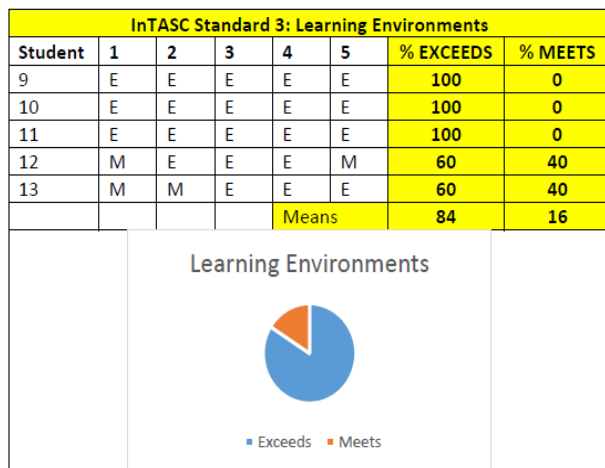 InTASC Standard 3: Learning Environments
Student 1 2 3 4 5 % EXCEEDS % MEETS
9 E E E E E 100 0
10 E E E E E 100 0
11 E E E E E 100 0
12 M E E E M 60 40
13 M M E E E 60 40
Means 84 16
Learning Environments
Exceeds Meets